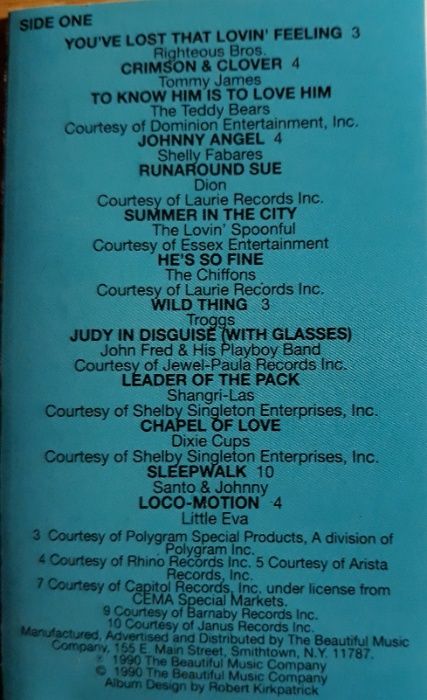 SIDE ONE
YOU'VE LOST THAT LOVIN' FEELING 3
Righteous Bros.
CRIMSON & CLOVER 4
Tommy James
TO KNOW HIM IS TO LOVE HIM
The Teddy Bears
Courtesy of Dominion Entertainment, Inc.
JOHNNY ANGEL 4
Shelly Fabares
RUNAROUND SUE
Dion
Courtesy of Laurie Records Inc.
SUMMER IN THE CITY
The Lovin' Spoonful
Courtesy of Essex Entertainment
HE'S SO FINE
The Chiffons
Courtesy of Laurie Records Inc.
WILD THING 3
Troggs
JUDY IN DISGUISE (WITH GLASSES)
John Fred & His Playboy Band
Courtesy of Jewel-Paula Records Inc.
LEADER OF THE PACK
Shangri-Las
Courtesy of Shelby Singleton Enterprises, Inc.
CHAPEL OF LOVE
Dixie Cups
Courtesy of Shelby Singleton Enterprises, Inc.
SLEEPWALK 10
Santo & Johnny
LOCO-MOTION 4
Little Eva
3 Courtesy of Polygram Special Products, A division of
Polygram Inc.
4 Courtesy of Rhino Records Inc. 5 Courtesy of Arista
Records, Inc.
7 Courtesy of Capitol Records, Inc. under license from
CEMA Special Markets.
9 Courtesy of Barnaby Records Inc.
10 Courtesy of Janus Records Inc.
Manufactured, Advertised and Distributed by The Beautiful Music
Company, 155 E. Main Street, Smithtown, N.Y. 11787.
℗ 1990 The Beautiful Music Company
© 1990 The Beautiful Music Company
Album Design by Robert Kirkpatrick